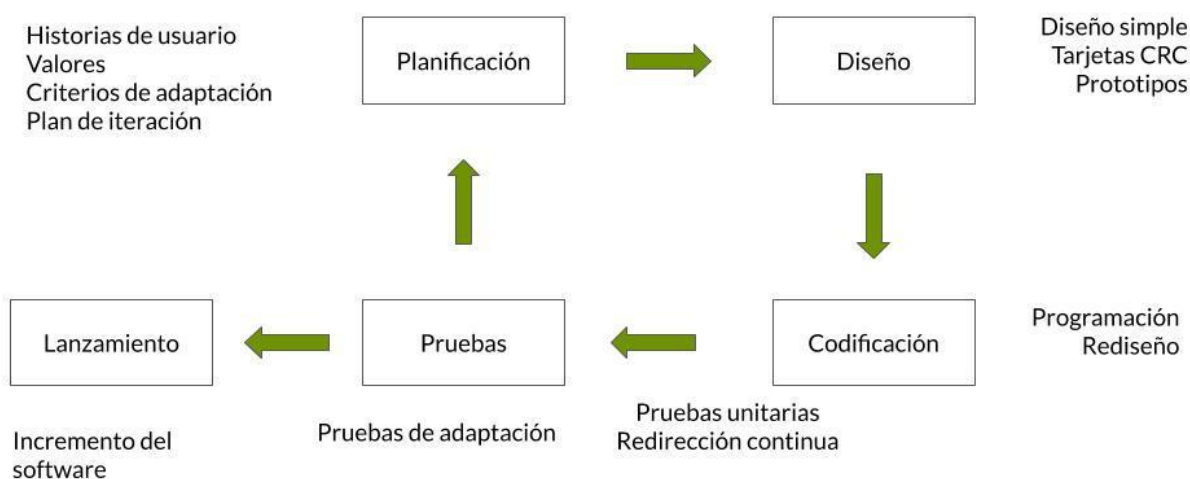 Historias de usuario
Valores
Criterios de adaptación
Plan de iteración
Planificación
Diseño
Diseño simple
Tarjetas CRC
Prototipos
Lanzamiento
Pruebas
Codificación
Programación
Rediseño
Incremento del
software
Pruebas de adaptación
Pruebas unitarias
Redirección continua